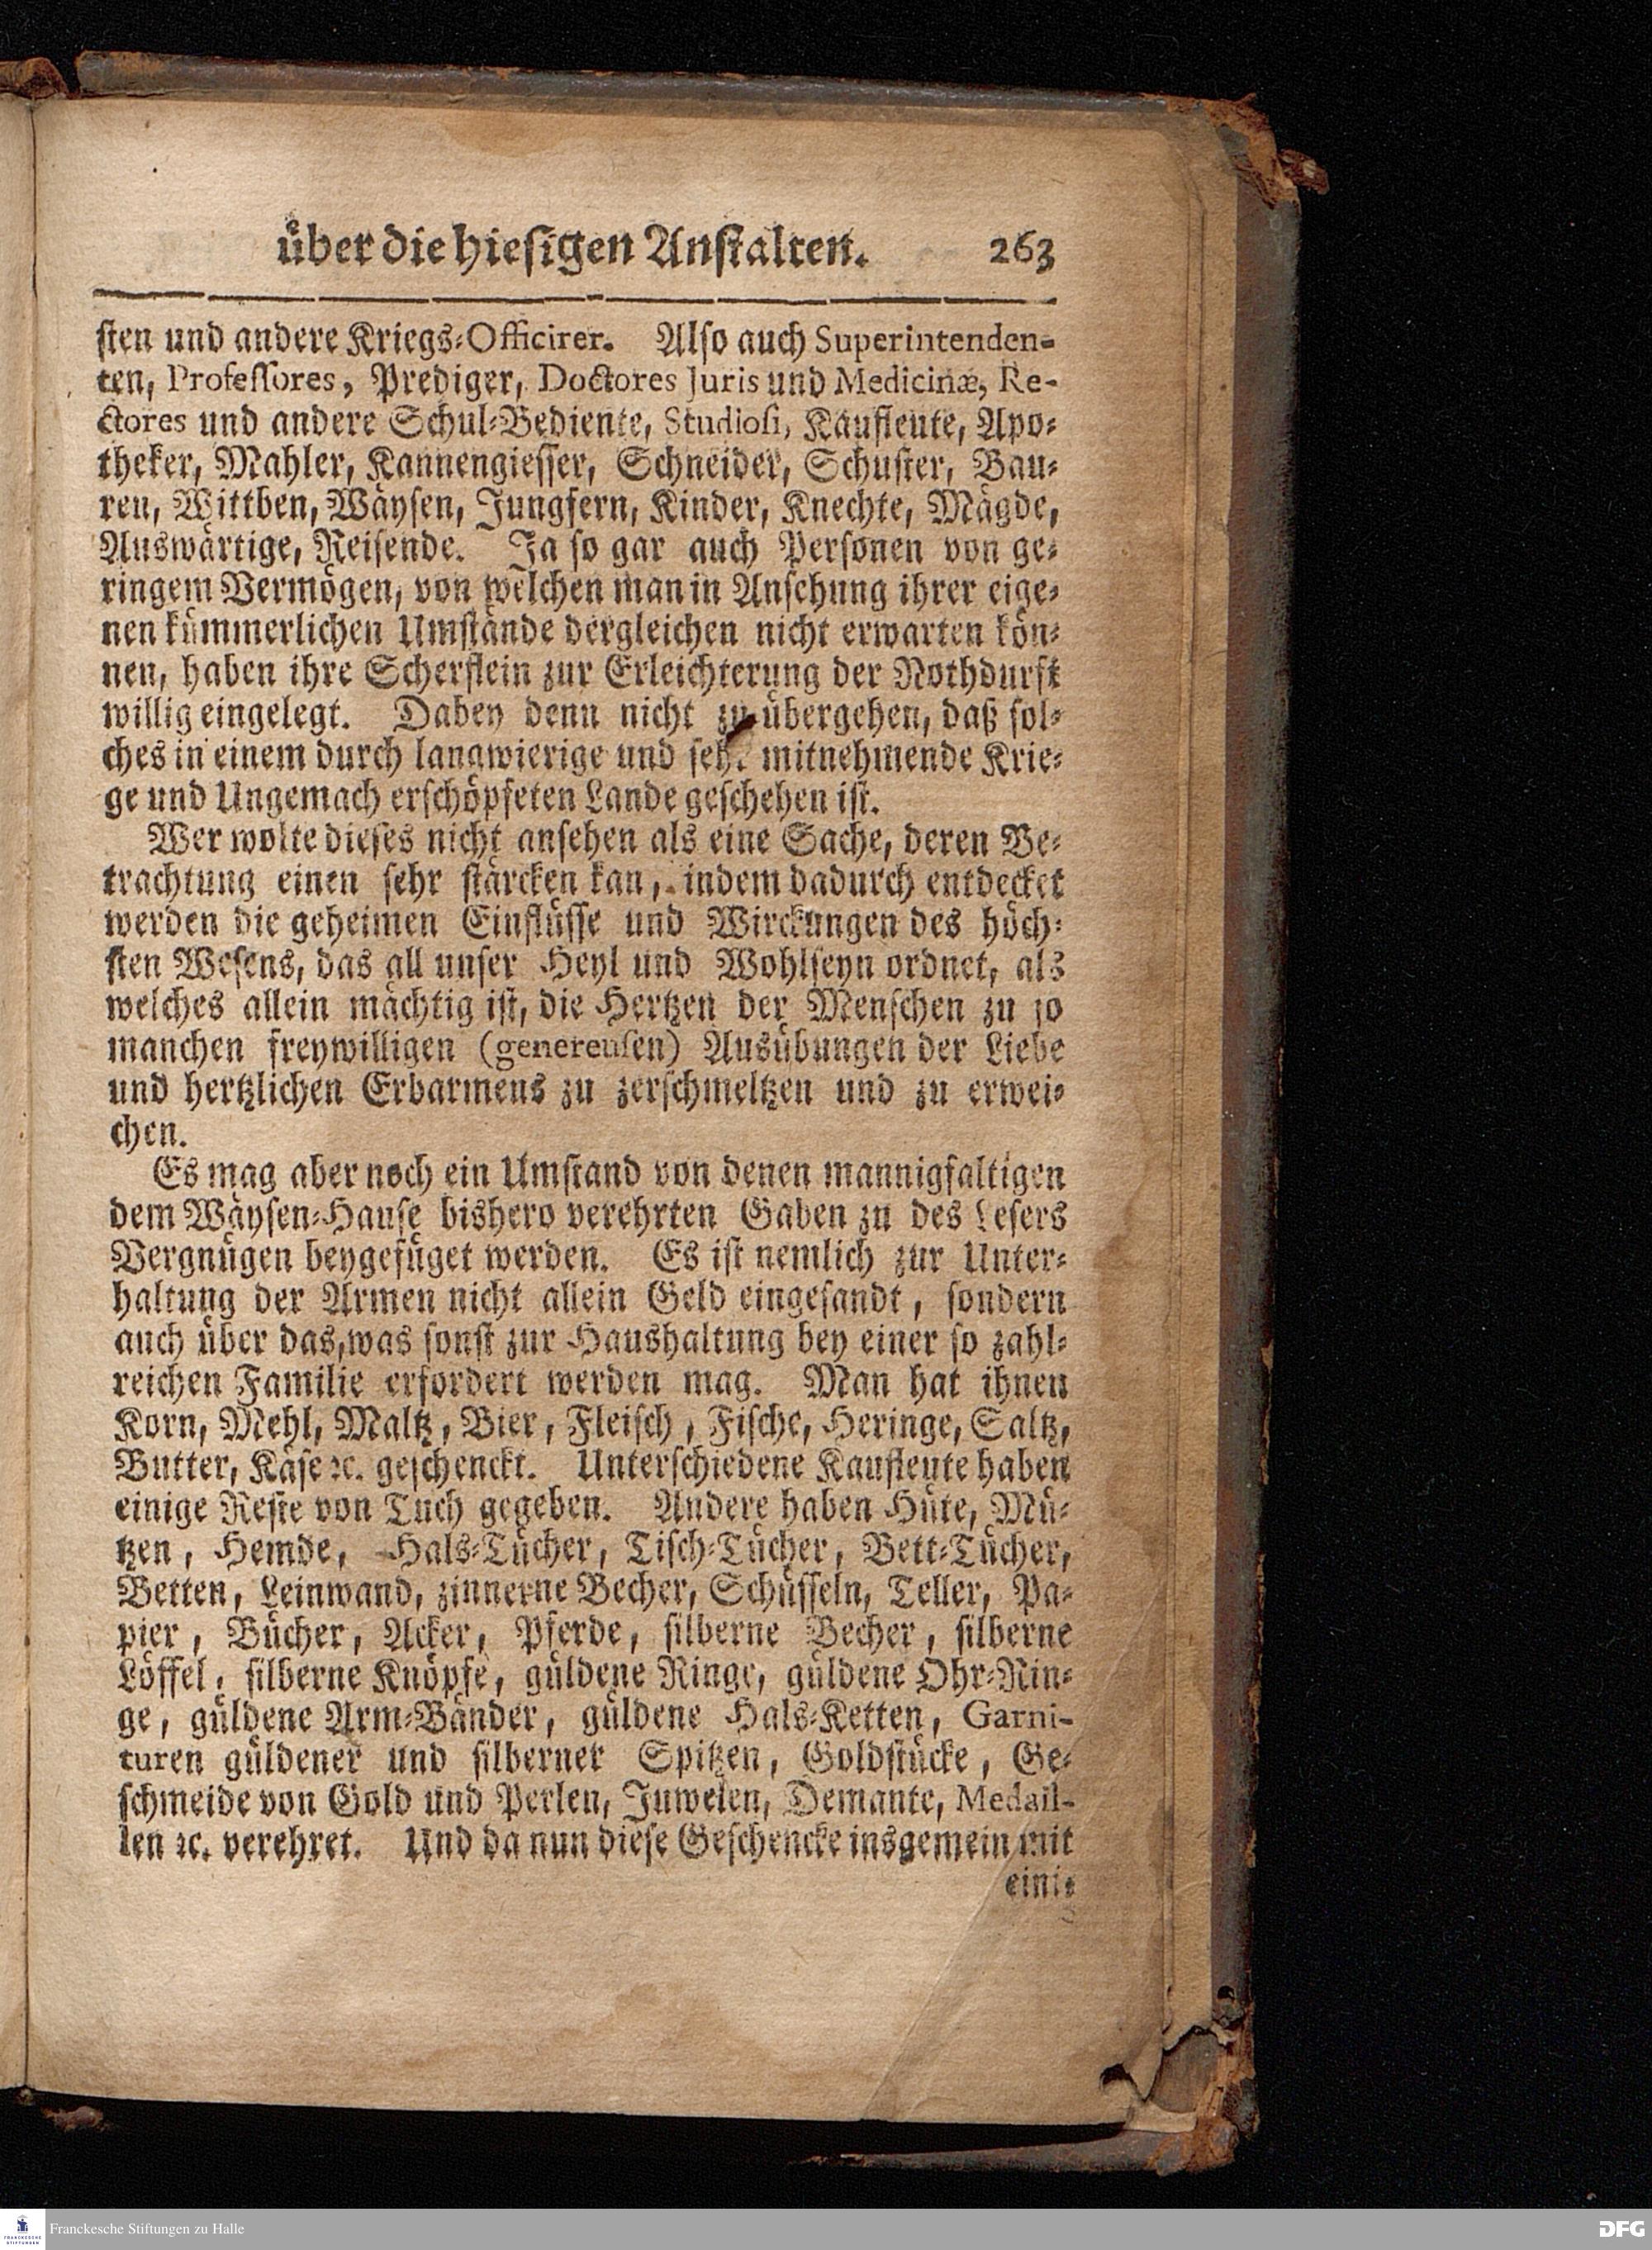 über die hiesigen Anstalten. 263
sten und andere Kriegs-Officirer. Also auch Superintenden-
ten, Professores, Prediger, Doctores Juris und Medicinæ, Re-
ctores und andere Schul-Bediente, Studiosi, Kaufleute, Apo-
theker, Mahler, Kannengiesser, Schneider, Schuster, Bau-
ren, Wittben, Wäysen, Jungfern, Kinder, Knechte, Mägde,
Auswärtige, Reisende. Ja so gar auch Personen von ge-
ringem Vermögen, von welchen man in Ansehung ihrer eige-
nen kümmerlichen Umstände dergleichen nicht erwarten kön-
nen, haben ihre Scherflein zur Erleichterung der Nothdurft
willig eingelegt. Dabey denn nicht zu übergehen, daß sol-
ches in einem durch langwierige und sehr mitnehmende Krie-
ge und Ungemach erschöpfeten Lande geschehen ist.
Wer wolte dieses nicht ansehen als eine Sache, deren Be-
trachtung einen sehr stärcken kan, indem dadurch entdecket
werden die geheimen Einflüsse und Wirckungen des höch-
sten Wesens, das all unser Heyl und Wohlseyn ordnet, als
welches allein mächtig ist, die Hertzen der Menschen zu so
manchen freywilligen (genereusen) Ausübungen der Liebe
und hertzlichen Erbarmens zu zerschmeltzen und zu erwei-
chen.
Es mag aber noch ein Umstand von denen mannigfaltigen
dem Wäysen-Hause bishero verehrten Gaben zu des Lesers
Vergnügen beygefüget werden. Es ist nemlich zur Unter-
haltung der Armen nicht allein Geld eingesandt, sondern
auch über das, was sonst zur Haushaltung bey einer so zahl-
reichen Familie erfordert werden mag. Man hat ihnen
Korn, Mehl, Maltz, Bier, Fleisch, Fische, Heringe, Saltz,
Butter, Käse ꝛc. geschenckt. Unterschiedene Kaufleute haben
einige Reste von Tuch gegeben. Andere haben Hüte, Mü-
tzen, Hemde, Hals-Tücher, Tisch-Tücher, Bett-Tücher,
Betten, Leinwand, zinnerne Becher, Schüsseln, Teller, Pa-
pier, Bücher, Acker, Pferde, silberne Becher, silberne
Löffel, silberne Knöpfe, güldene Ringe, güldene Ohr-Rin-
ge, güldene Arm-Bänder, güldene Hals-Ketten, Garni-
turen güldener und silberner Spitzen, Goldstücke, Ge-
schmeide von Gold und Perlen, Juwelen, Demante, Medail-
len ꝛc. verehret. Und da nun diese Geschencke insgemein mit
eini-
Franckesche Stiftungen zu Halle
FRANCKESCHE
STIFTUNGEN
DFG